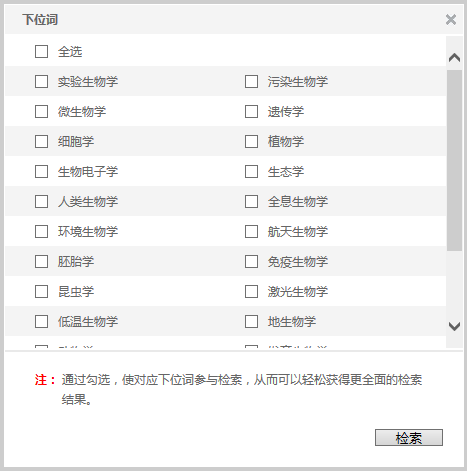 下位词
全选
实验生物学 污染生物学
微生物学 遗传学
细胞学 植物学
生物电子学 生态学
人类生物学 全息生物学
环境生物学 航天生物学
胚胎学 免疫生物学
昆虫学 激光生物学
低温生物学 地生物学
注：通过勾选，使对应下位词参与检索，从而可以轻松获得更全面的检索
结果。
检索